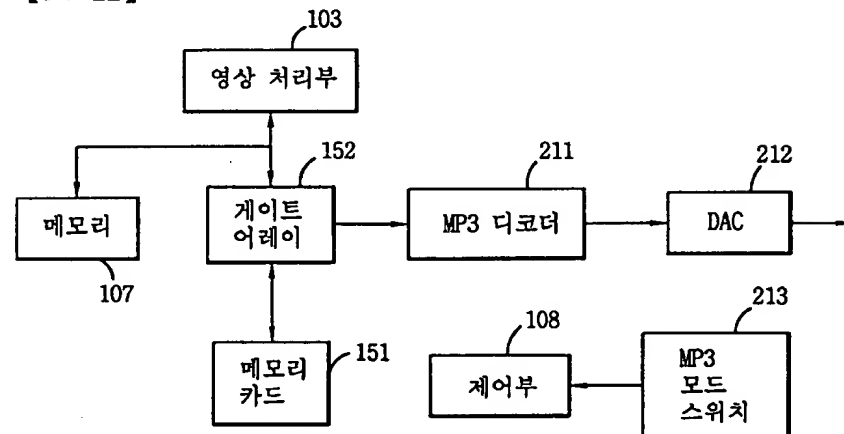 103
영상 처리부
152
211
212
메모리
게이트
어레이
MP3 디코더
DAC
107
108
213
메모리
카드
151
제어부
MP3
모드
스위치